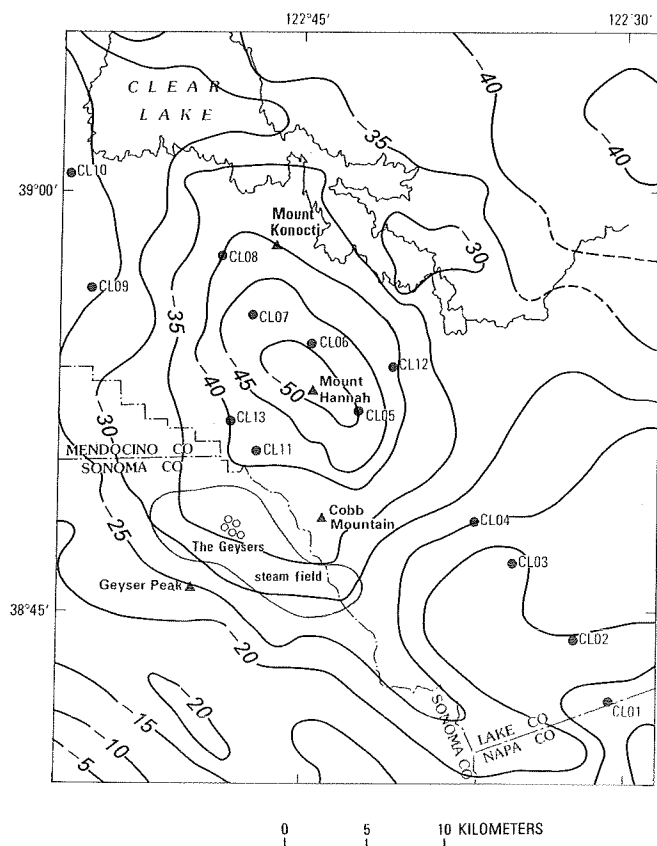 122°45' 122°30'
40
CLEAR
LAKE
35
40
CL10
39°00'
Mount
Konocti
30
CL08
CL09
CL07
35
CL06
45
CL12
50
Mount
Hannah
40
CL05
30
CL13
MENDOCINO CO
SONOMA CO
CL11
25
Cobb
Mountain
CL04
The Geysers
steam field
CL03
Geyser Peak
38°45'
20
CL02
20
15
10
5
CL01
SONOMA CO
LAKE CO
NAPA CO
0 5 10 KILOMETERS